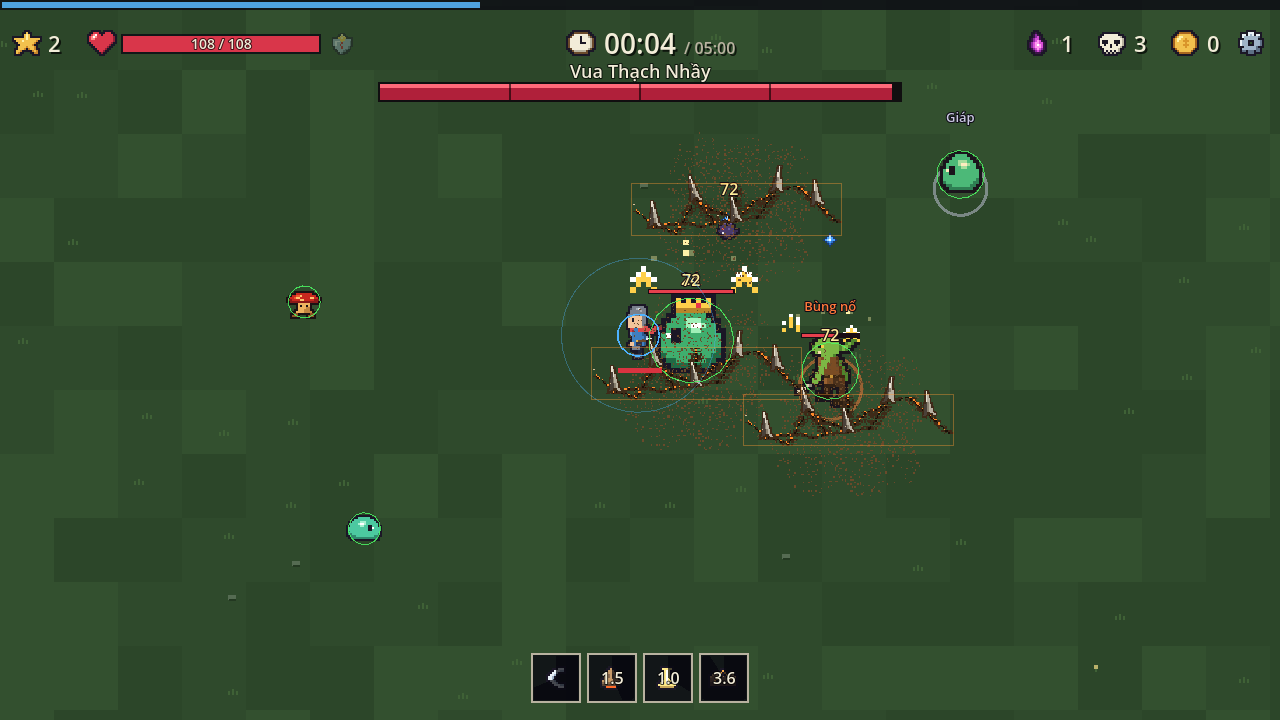 2
108 / 108
00:04 / 05:00
1
3
0
Vua Thạch Nhầy
Giáp
72
72
Bùng nổ
72
1.5
1.0
3.6